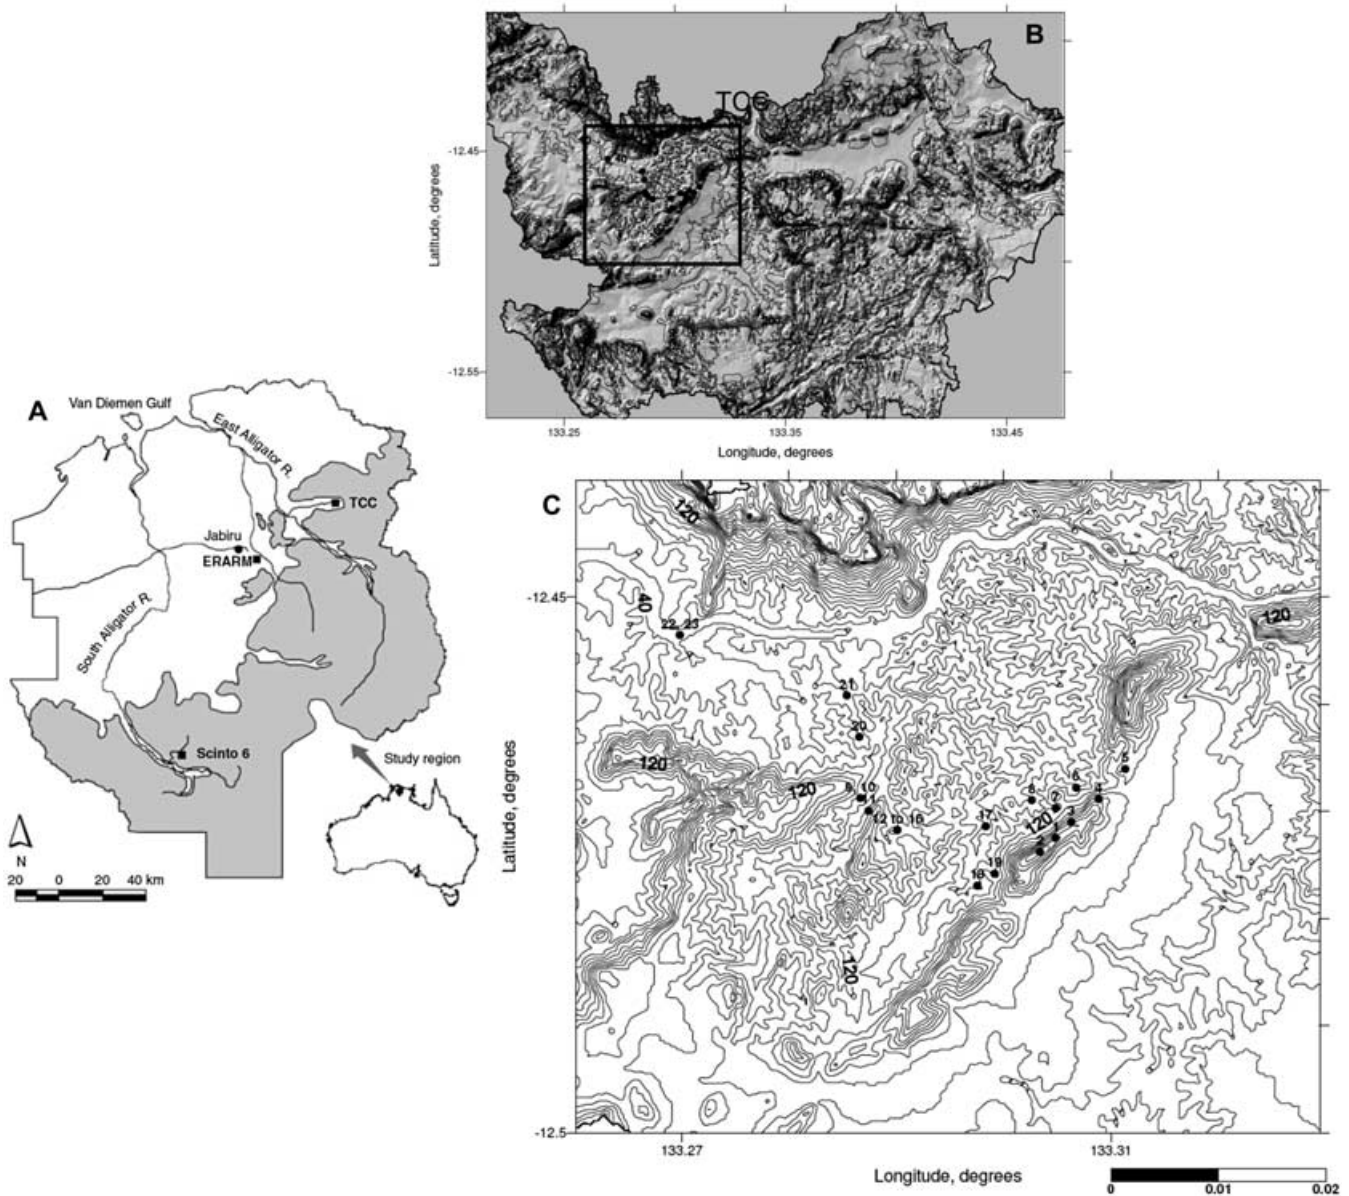 B
TCC
-12.45
-12.55
Latitude, degrees
133.25
133.35
133.45
Longitude, degrees
A
Van Diemen Gulf
East Alligator R.
TCC
Jabiru
ERARM
South Alligator R.
Scinto 6
Study region
N
20 0 20 40 km
C
120
-12.45
40
120
22, 23
21
20
120
120
9 10
11
12 to 16
17
8
6
5
7
4
120
3
1
19
18
120
Latitude, degrees
-12.5
133.27
133.31
Longitude, degrees
0 0.01 0.02